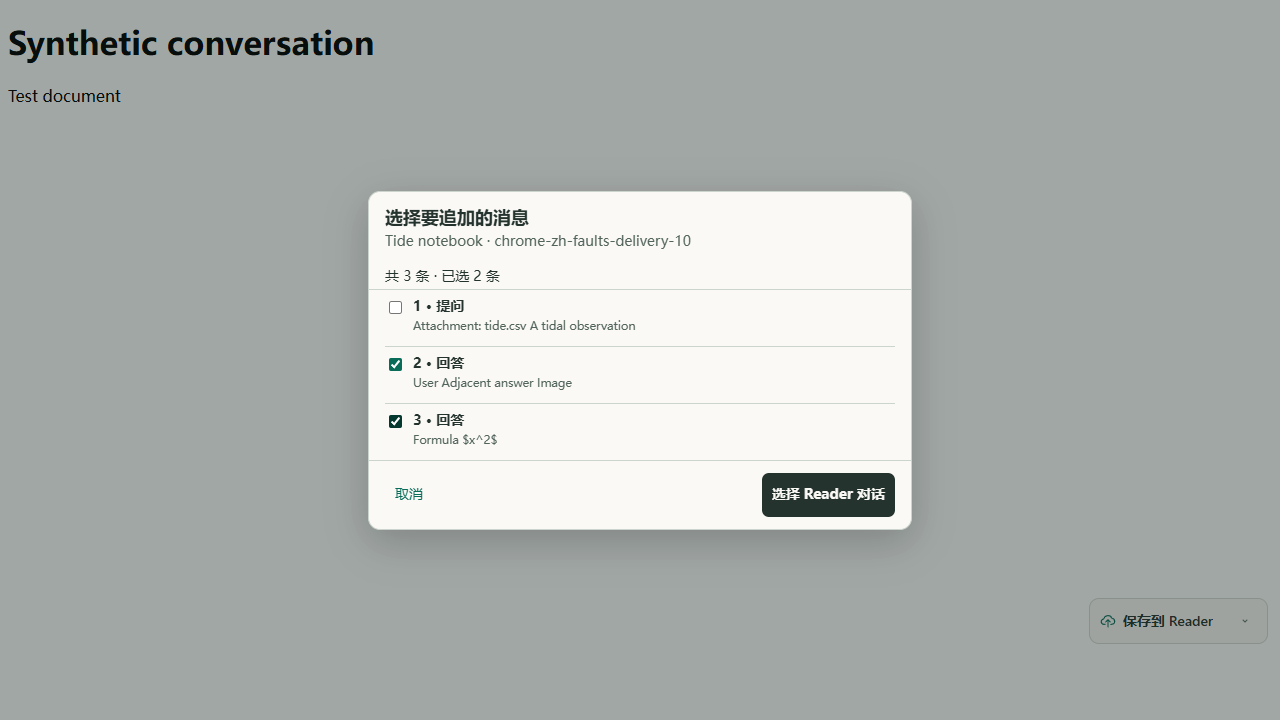 Synthetic conversation
Test document
选择要追加的消息
Tide notebook · chrome-zh-faults-delivery-10
共 3 条 · 已选 2 条
1 • 提问
Attachment: tide.csv A tidal observation
2 • 回答
User Adjacent answer Image
3 • 回答
Formula $x^2$
取消
选择 Reader 对话
保存到 Reader